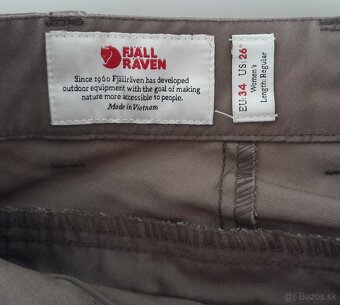 FJÄLL
RÄVEN
Since 1960 Fjällräven has developed
outdoor equipment with the goal of making
nature more accessible to people.
Made in Vietnam
EU: 34 US: 26"
Women's
Length: Regular
Bazos.sk